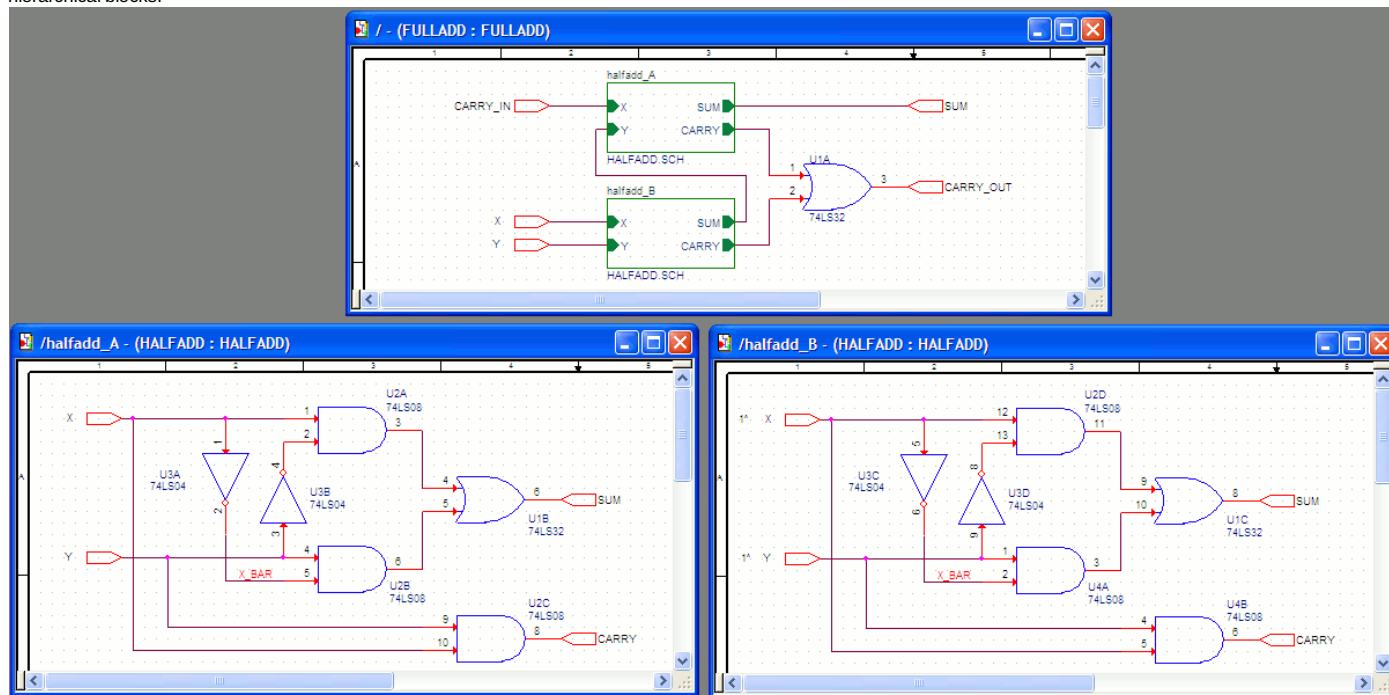 hierarchical blocks.
/ - (FULLADD : FULLADD)
1 2 3 4 5
halfadd_A
CARRY_IN X SUM SUM
Y CARRY
A
HALFADD.SCH
U1A
1
3 CARRY_OUT
2
74LS32
halfadd_B
X X SUM
Y Y CARRY
HALFADD.SCH
/halfadd_A - (HALFADD : HALFADD)
1 2 3 4 5
U2A
74LS08
X 1 3
2
1 4
U3A
74LS04
A
U3B
74LS04
2 3
4 6 SUM
5
U1B
74LS32
Y 4 6
X_BAR 5
U2B
74LS08
U2C
74LS08
9 8 CARRY
10
/halfadd_B - (HALFADD : HALFADD)
1 2 3 4 5
U2D
74LS08
1^ X 12 11
13
5 8
U3C
74LS04
A
U3D
74LS04
6 9
9 8 SUM
10
U1C
74LS32
1^ Y 1 3
X_BAR 2
U4A
74LS08
U4B
74LS08
4 6 CARRY
5